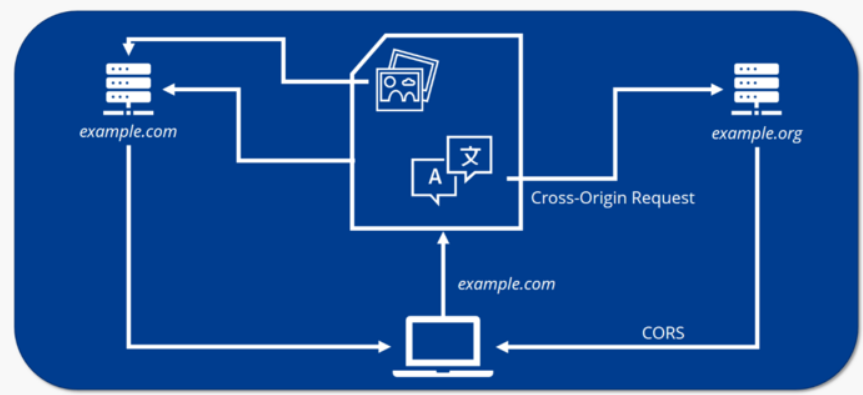 example.com
example.org
A
文
Cross-Origin Request
example.com
CORS